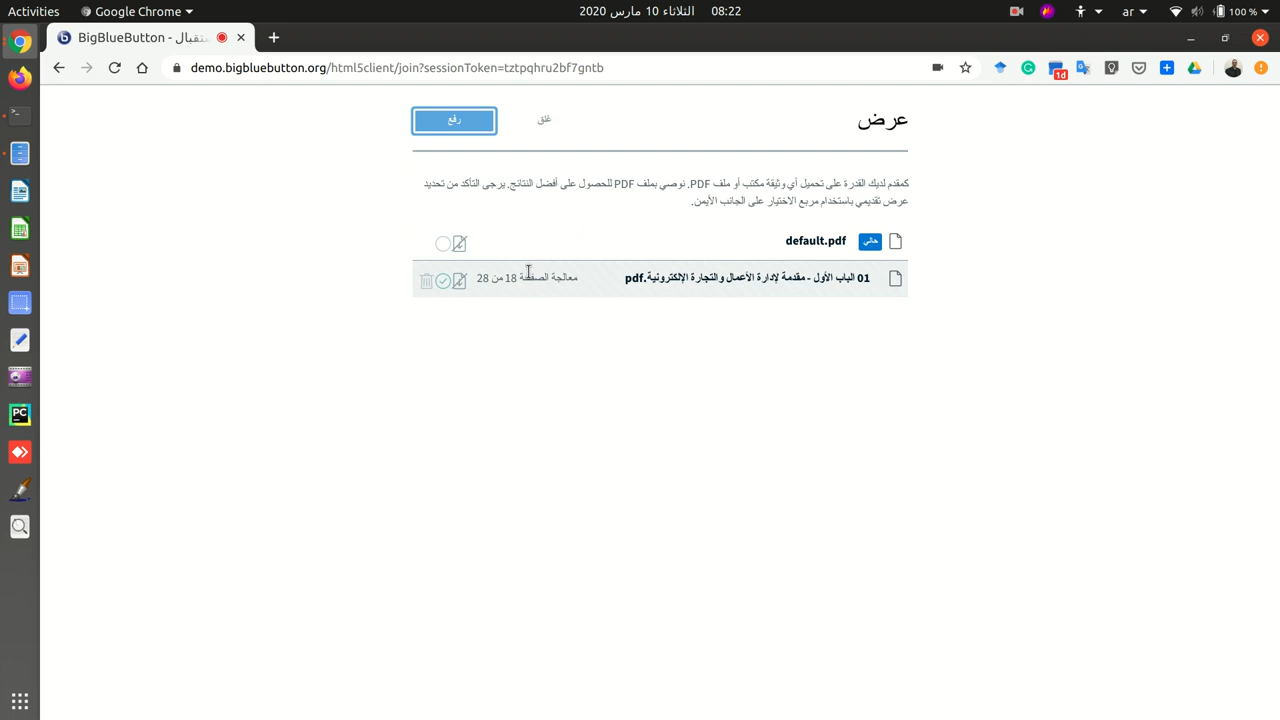 Activities
Google Chrome
الثلاثاء 10 مارس 2020 08:22
ar
100 %
BigBlueButton - ستقبال
demo.bigbluebutton.org/html5client/join?sessionToken=tztpqhru2bf7gntb
1d
عرض
غلق
رفع
كمقدم لديك القدرة على تحميل أي وثيقة مكتب أو ملف PDF. نوصي بملف PDF للحصول على أفضل النتائج. يرجى التأكد من تحديد
عرض تقديمي باستخدام مربع الاختيار على الجانب الأيمن.
حالي
default.pdf
01 الباب الأول - مقدمة لإدارة الأعمال والتجارة الإلكترونية.pdf
معالجة الصفحة 18 من 28
PC